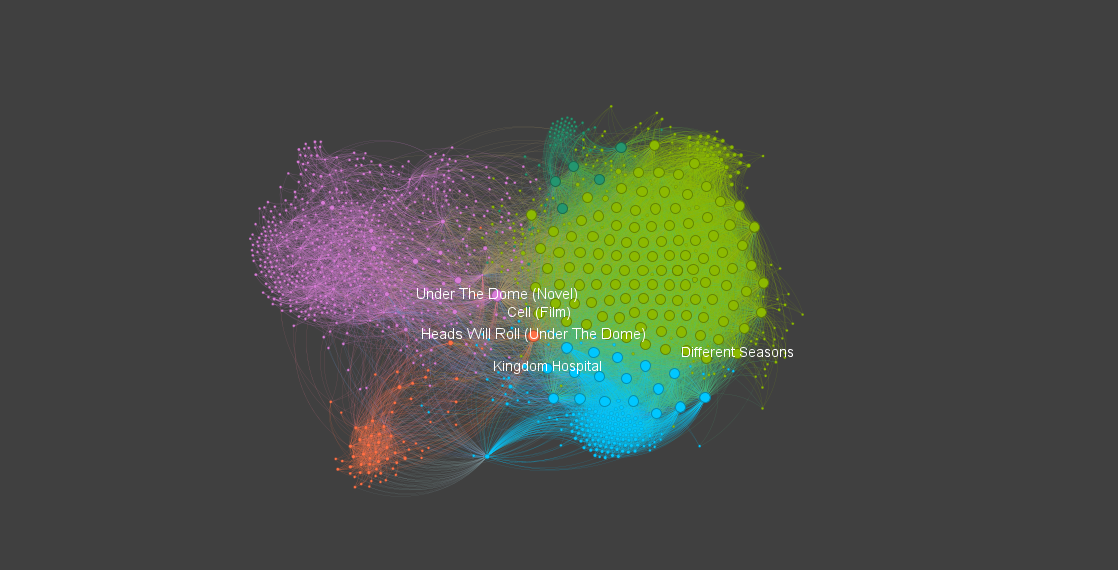 Under The Dome (Novel)
Cell (Film)
Heads Will Roll (Under The Dome)
Different Seasons
Kingdom Hospital